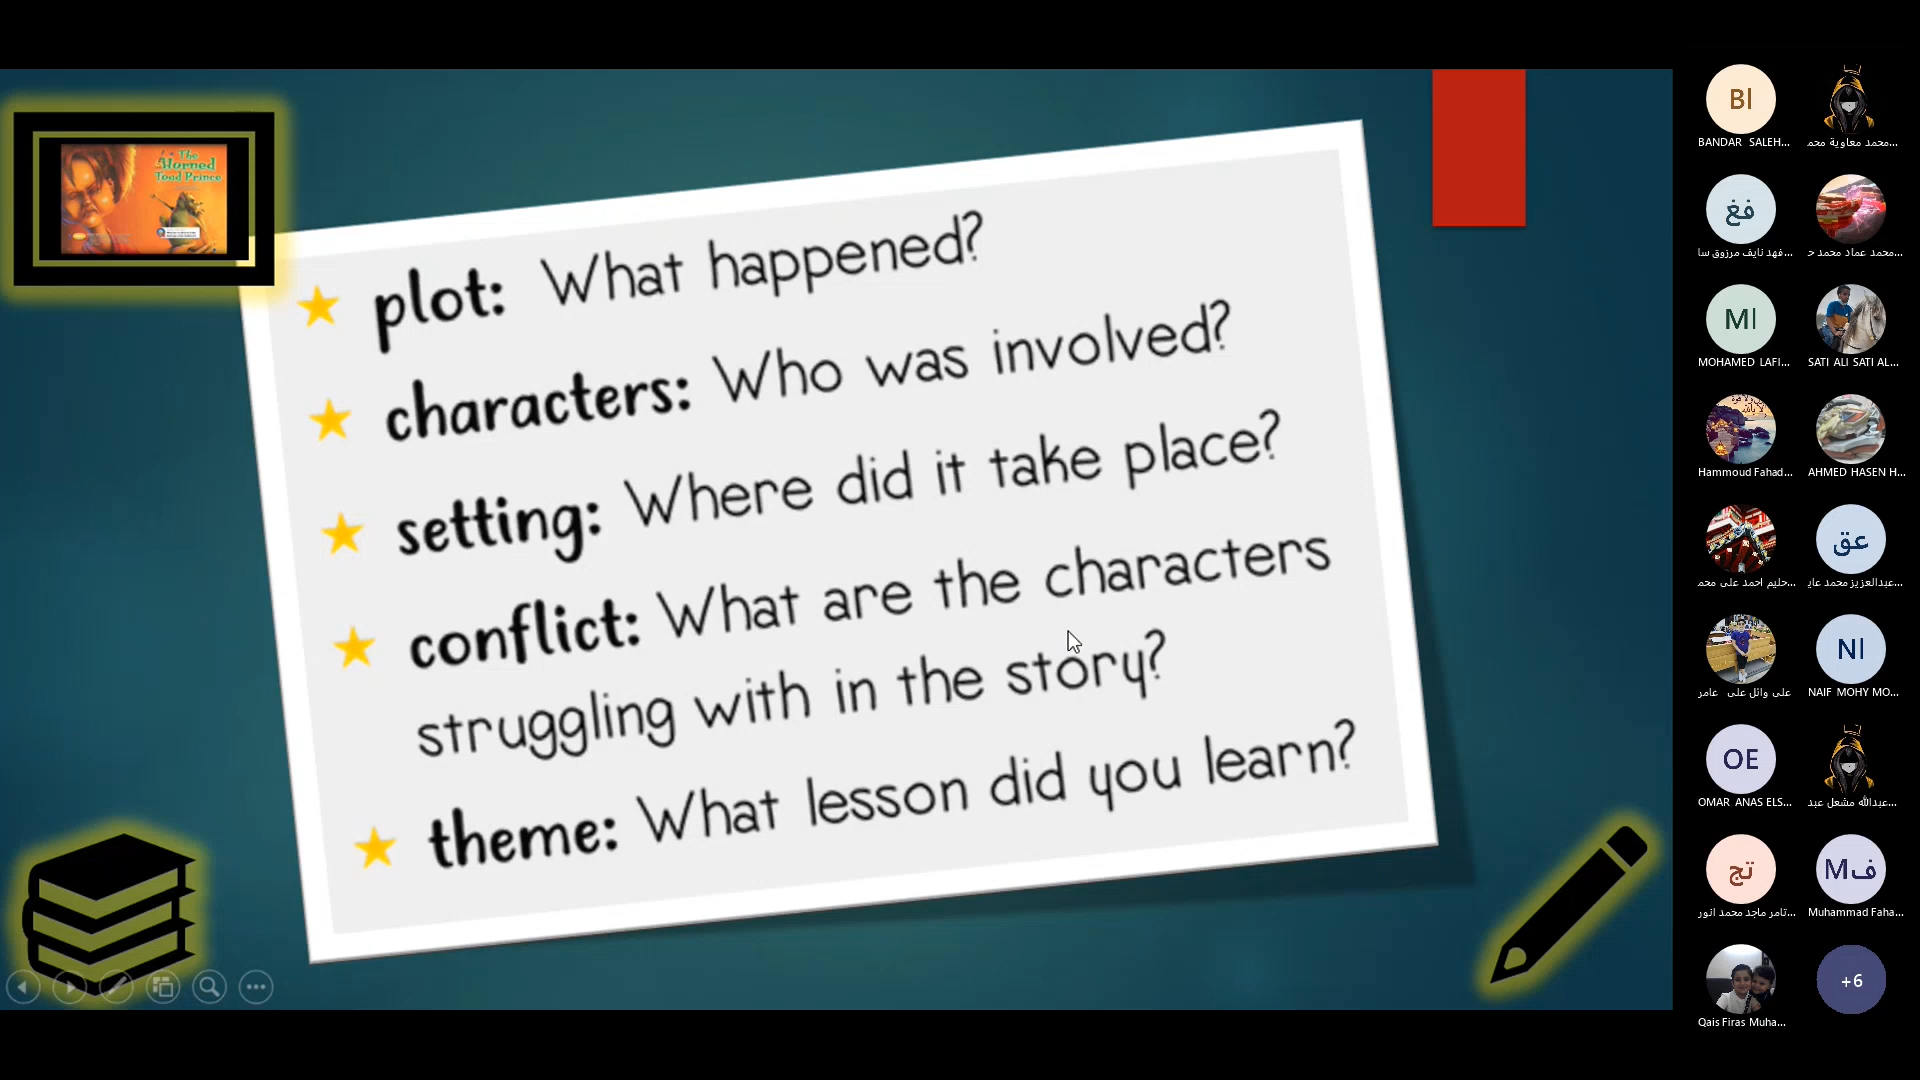 The
Horned
Toad Prince
plot: What happened?
characters: Who was involved?
setting: Where did it take place?
conflict: What are the characters
struggling with in the story?
theme: What lesson did you learn?
BI
BANDAR SALEH...
محمد معاوية محم...
فغ
فهد نايف مرزوق سا...
محمد عماد محمد ح...
MI
MOHAMED LAFI...
SATI ALI SATI AL...
Hammoud Fahad...
AHMED HASEN H...
حليم احمد على محم...
عق
عبدالعزيز محمد عاي...
على وائل على عامر
NI
NAIF MOHY MO...
OE
OMAR ANAS ELS...
عبدالله مشعل عبد...
تج
تامر ماجد محمد انور...
Mف
Muhammad Faha...
Qais Firas Muha...
+6